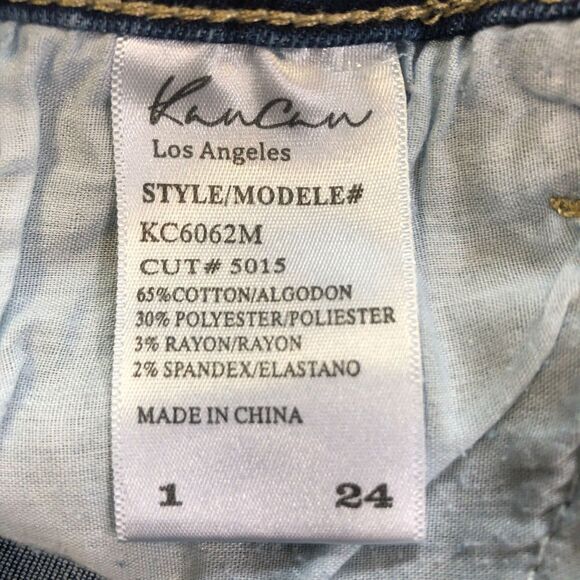 KanCan
Los Angeles
STYLE/MODELE#
KC6062M
CUT# 5015
65%COTTON/ALGODON
30% POLYESTER/POLIESTER
3% RAYON/RAYON
2% SPANDEX/ELASTANO
MADE IN CHINA
1 24